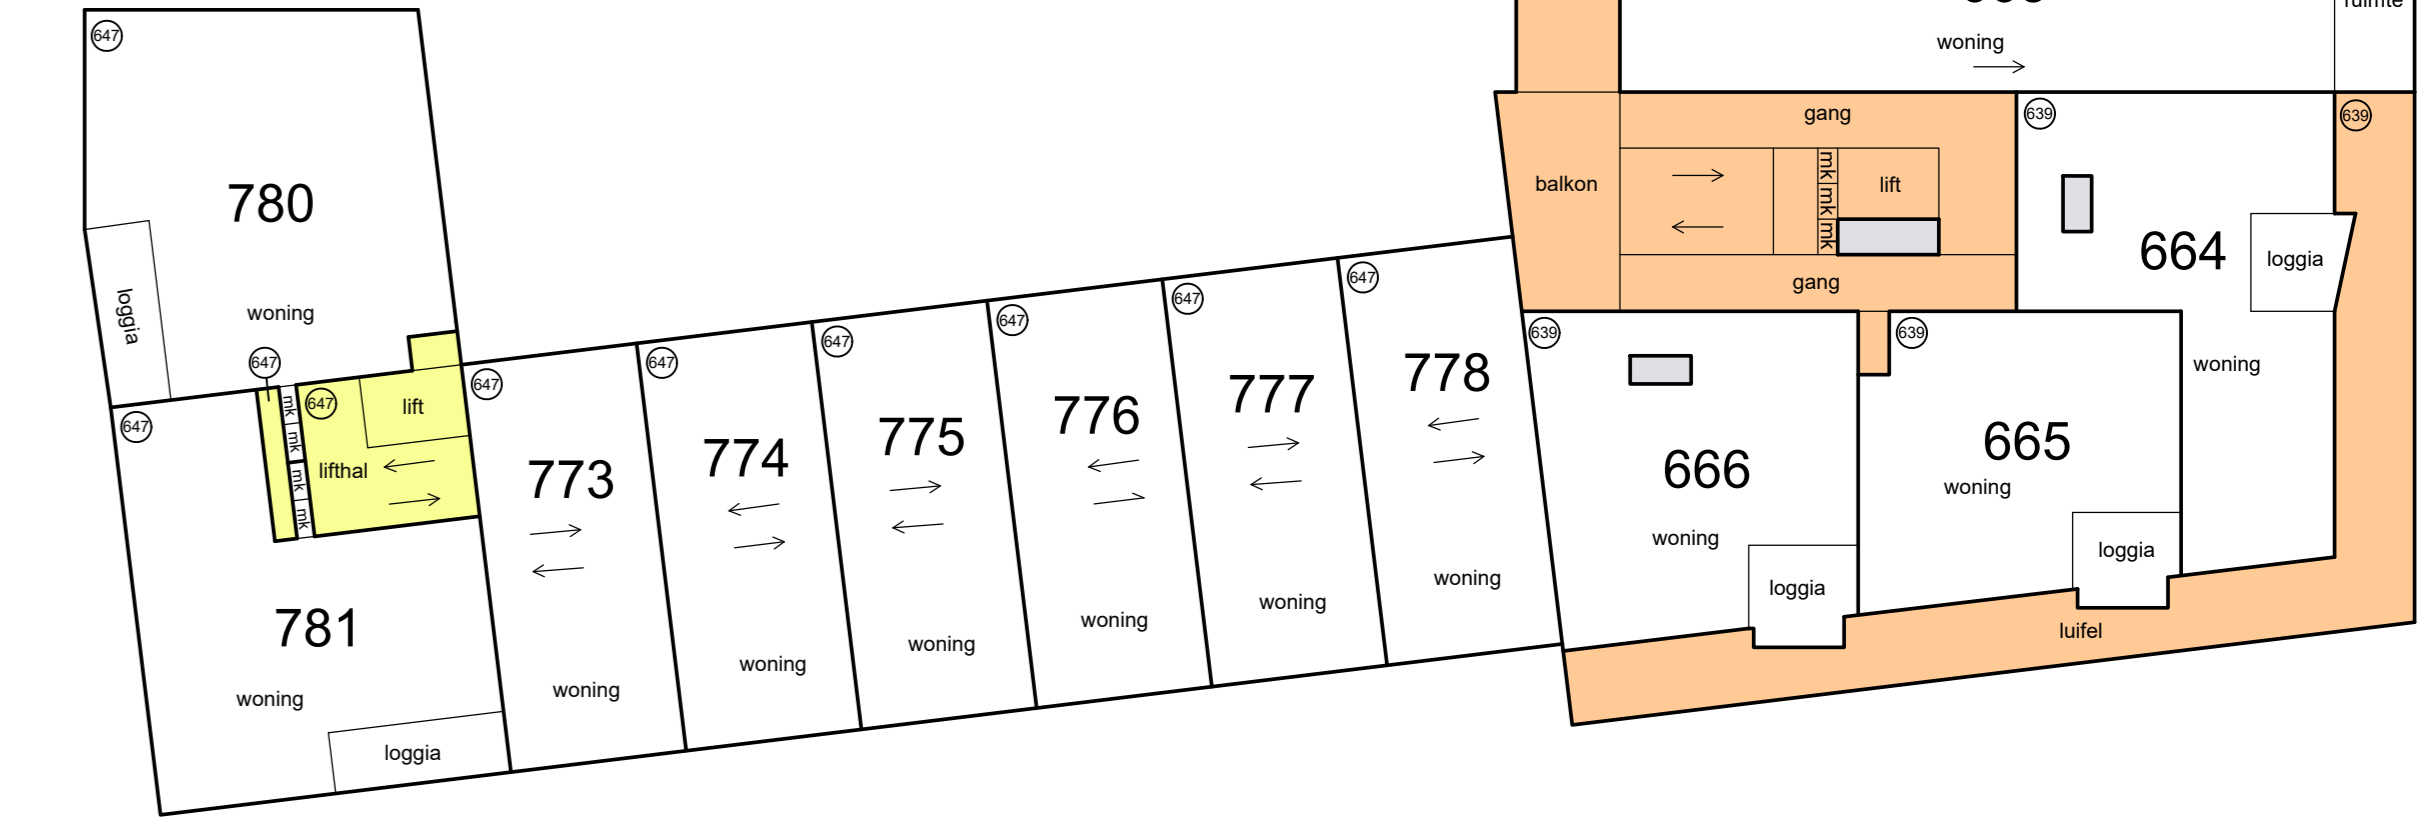 647
780
loggia
woning
647
647
mk
mk
mk
mk
647
lift
lifthal
647
781
woning
loggia
647
773
woning
647
774
woning
647
775
woning
647
776
woning
647
777
woning
647
778
woning
ruimte
woning
gang
balkon
mk
mk
mk
lift
gang
639
639
664
loggia
woning
639
666
woning
loggia
639
665
woning
loggia
luifel